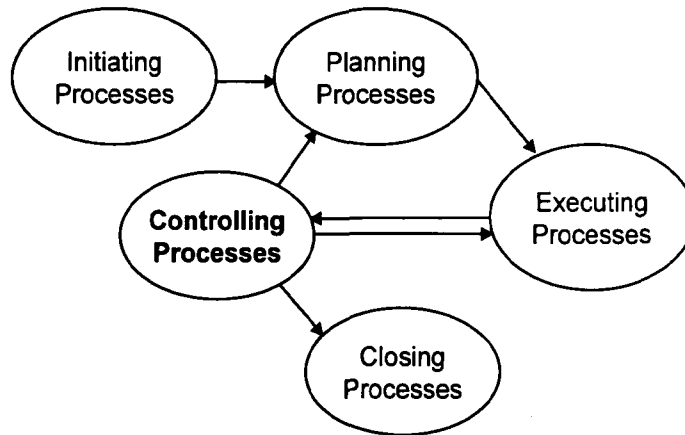 Initiating
Processes
Planning
Processes
Controlling
Processes
Executing
Processes
Closing
Processes